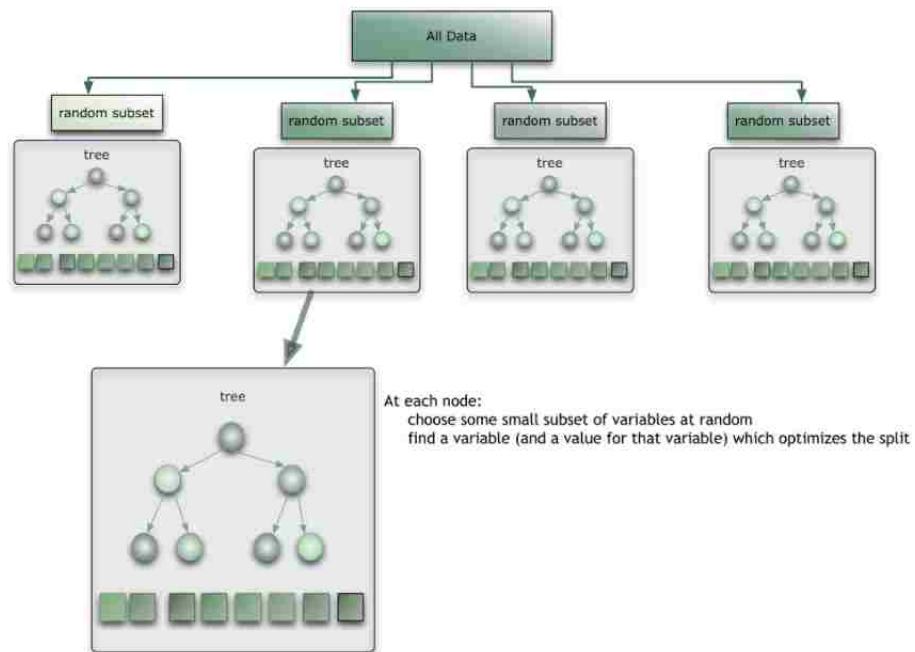 All Data
random subset
random subset
random subset
random subset
tree
tree
tree
tree
tree
At each node:
choose some small subset of variables at random
find a variable (and a value for that variable) which optimizes the split